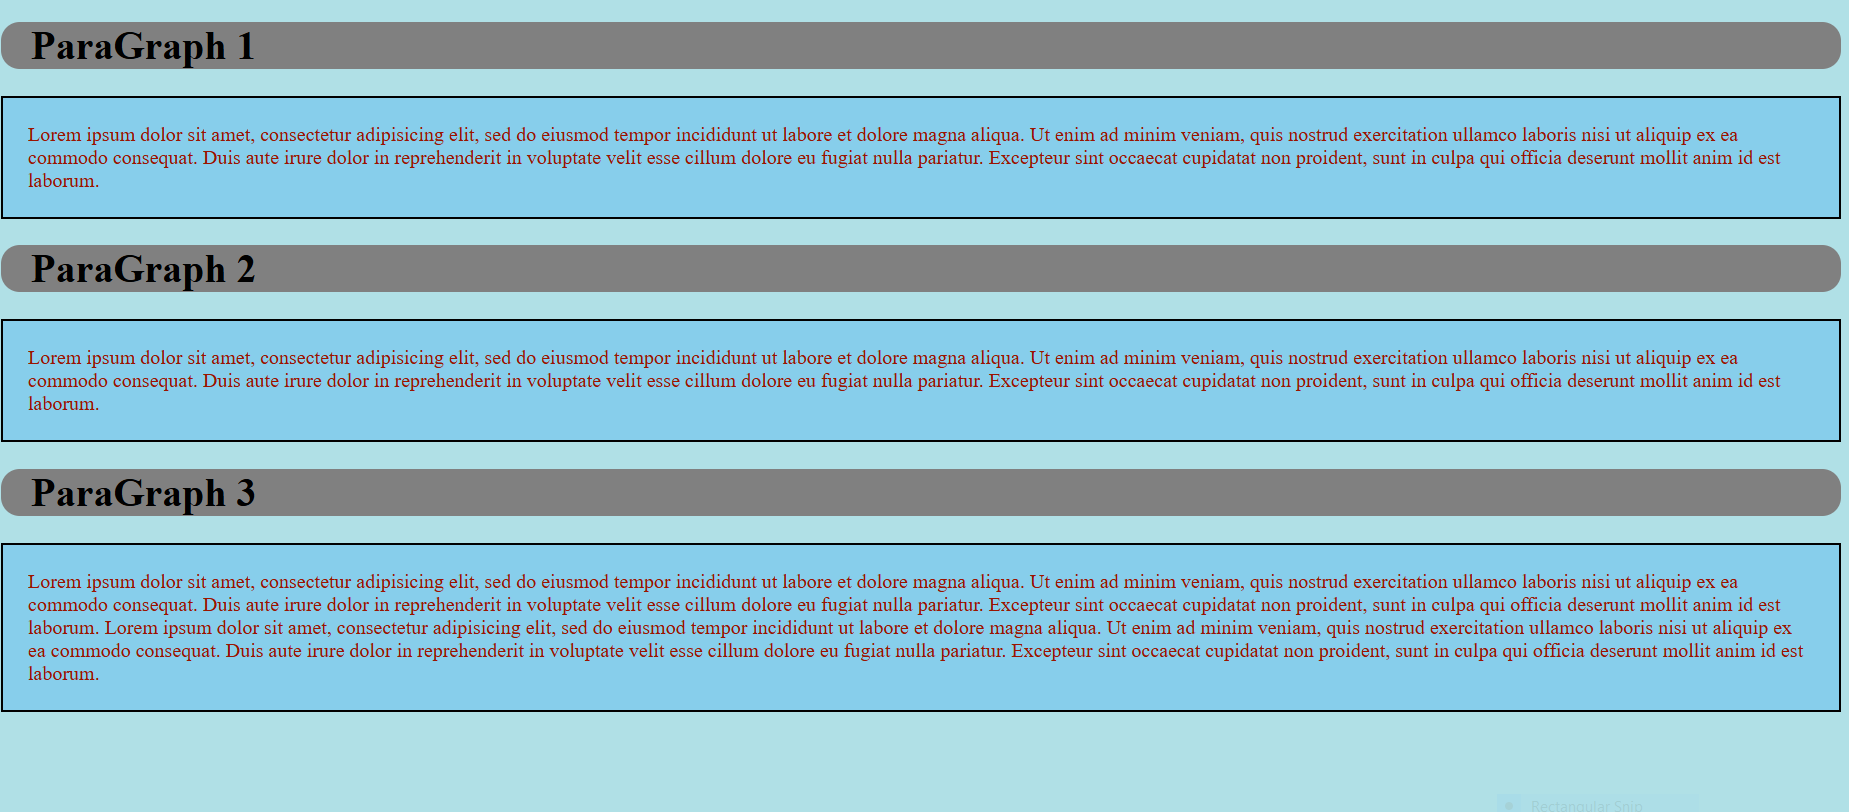 ParaGraph 1
Lorem ipsum dolor sit amet, consectetur adipisicing elit, sed do eiusmod tempor incididunt ut labore et dolore magna aliqua. Ut enim ad minim veniam, quis nostrud exercitation ullamco laboris nisi ut aliquip ex ea
commodo consequat. Duis aute irure dolor in reprehenderit in voluptate velit esse cillum dolore eu fugiat nulla pariatur. Excepteur sint occaecat cupidatat non proident, sunt in culpa qui officia deserunt mollit anim id est
laborum.
ParaGraph 2
Lorem ipsum dolor sit amet, consectetur adipisicing elit, sed do eiusmod tempor incididunt ut labore et dolore magna aliqua. Ut enim ad minim veniam, quis nostrud exercitation ullamco laboris nisi ut aliquip ex ea
commodo consequat. Duis aute irure dolor in reprehenderit in voluptate velit esse cillum dolore eu fugiat nulla pariatur. Excepteur sint occaecat cupidatat non proident, sunt in culpa qui officia deserunt mollit anim id est
laborum.
ParaGraph 3
Lorem ipsum dolor sit amet, consectetur adipisicing elit, sed do eiusmod tempor incididunt ut labore et dolore magna aliqua. Ut enim ad minim veniam, quis nostrud exercitation ullamco laboris nisi ut aliquip ex ea
commodo consequat. Duis aute irure dolor in reprehenderit in voluptate velit esse cillum dolore eu fugiat nulla pariatur. Excepteur sint occaecat cupidatat non proident, sunt in culpa qui officia deserunt mollit anim id est
laborum. Lorem ipsum dolor sit amet, consectetur adipisicing elit, sed do eiusmod tempor incididunt ut labore et dolore magna aliqua. Ut enim ad minim veniam, quis nostrud exercitation ullamco laboris nisi ut aliquip ex
ea commodo consequat. Duis aute irure dolor in reprehenderit in voluptate velit esse cillum dolore eu fugiat nulla pariatur. Excepteur sint occaecat cupidatat non proident, sunt in culpa qui officia deserunt mollit anim id est
laborum.
Rectangular Snip